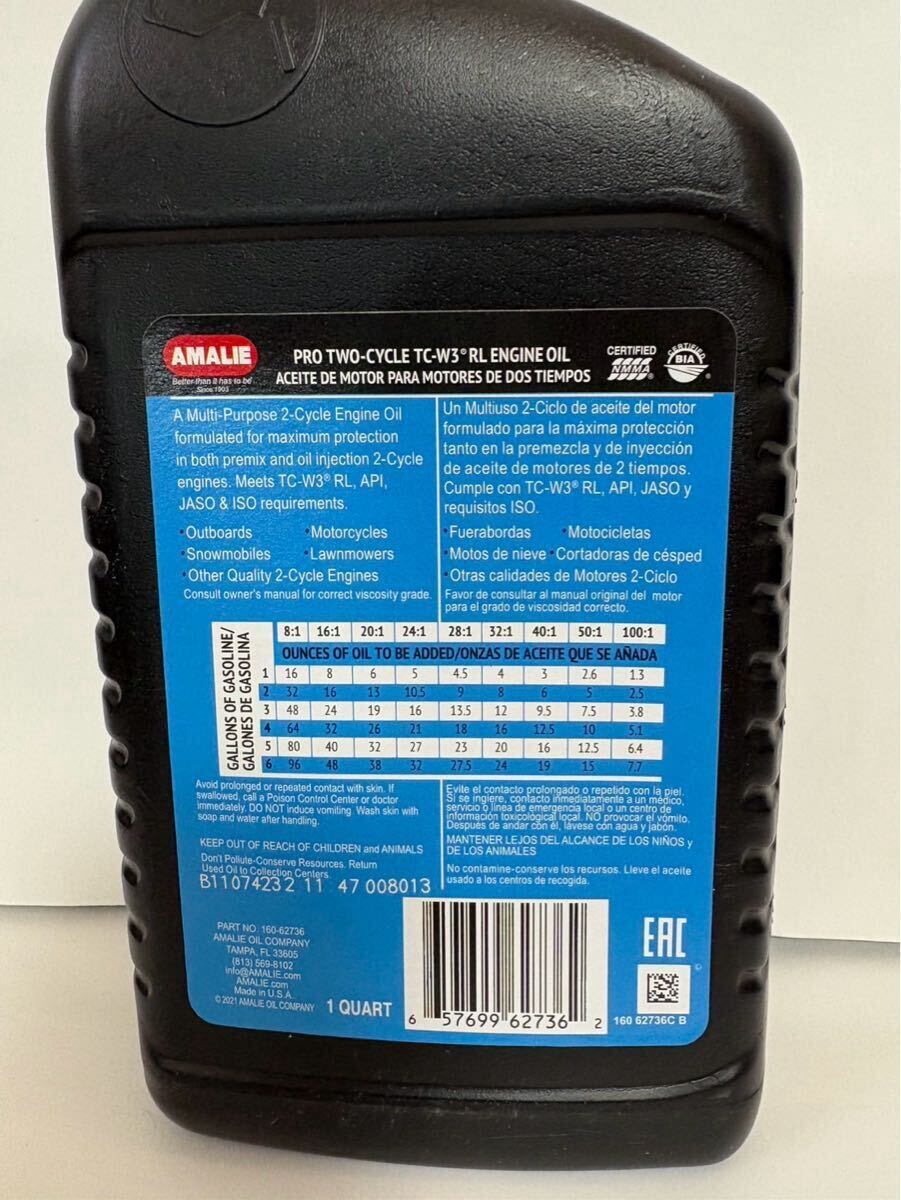 AMALIE
Better than it has to be
Since 1903
PRO TWO-CYCLE TC-W3® RL ENGINE OIL
ACEITE DE MOTOR PARA MOTORES DE DOS TIEMPOS
CERTIFIED
NMMA®
CERTIFIED
BIA
A Multi-Purpose 2-Cycle Engine Oil
formulated for maximum protection
in both premix and oil injection 2-Cycle
engines. Meets TC-W3® RL, API,
JASO & ISO requirements.
·Outboards ·Motorcycles
·Snowmobiles ·Lawnmowers
·Other Quality 2-Cycle Engines
Consult owner's manual for correct viscosity grade.
Un Multiuso 2-Ciclo de aceite del motor
formulado para la máxima protección
tanto en la premezcla y de inyección
de aceite de motores de 2 tiempos.
Cumple con TC-W3® RL, API, JASO y
requisitos ISO.
·Fuerabordas ·Motocicletas
·Motos de nieve ·Cortadoras de césped
·Otras calidades de Motores 2-Ciclo
Favor de consultar al manual original del motor
para el grado de viscosidad correcto.
GALLONS OF GASOLINE/
GALONES DE GASOLINA
8:1 16:1 20:1 24:1 28:1 32:1 40:1 50:1 100:1
OUNCES OF OIL TO BE ADDED/ONZAS DE ACEITE QUE SE AÑADA
1 16 8 6 5 4.5 4 3 2.6 1.3
2 32 16 13 10.5 9 8 6 5 2.5
3 48 24 19 16 13.5 12 9.5 7.5 3.8
4 64 32 26 21 18 16 12.5 10 5.1
5 80 40 32 27 23 20 16 12.5 6.4
6 96 48 38 32 27.5 24 19 15 7.7
Avoid prolonged or repeated contact with skin. If
swallowed, call a Poison Control Center or doctor
immediately. DO NOT induce vomiting. Wash skin with
soap and water after handling.
KEEP OUT OF REACH OF CHILDREN and ANIMALS
Don't Pollute-Conserve Resources. Return
Used Oil to Collection Centers.
B11074232 11 47 008013
Evite el contacto prolongado o repetido con la piel.
Si se ingiere, contacto inmediatamente a un médico,
servicio o línea de emergencia local o un centro de
información toxicológical local. NO provocar el vómito.
Después de andar con él, lávese con agua y jabón.
MANTENER LEJOS DEL ALCANCE DE LOS NIÑOS y
DE LOS ANIMALES
No contamine-conserve los recursos. Lleve el aceite
usado a los centros de recogida.
PART NO. 160-62736
AMALIE OIL COMPANY
TAMPA, FL 33605
(813) 569-8102
info@AMALIE.com
AMALIE.com
Made in U.S.A.
© 2021 AMALIE OIL COMPANY
1 QUART
6 57699 62736 2
EAC
©
160 62736C B